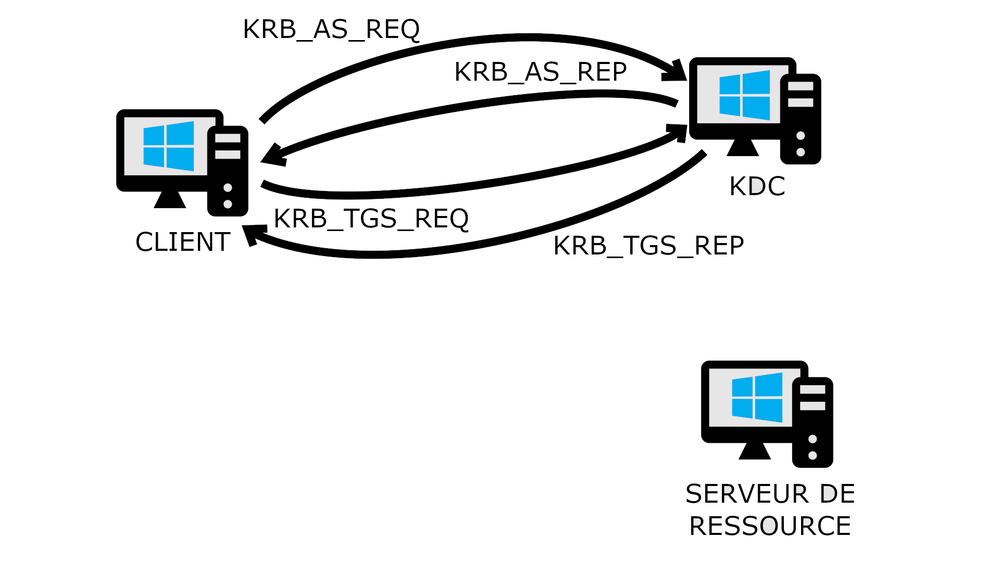 KRB_AS_REQ
KRB_AS_REP
KDC
KRB_TGS_REQ
CLIENT
KRB_TGS_REP
SERVEUR DE
RESSOURCE